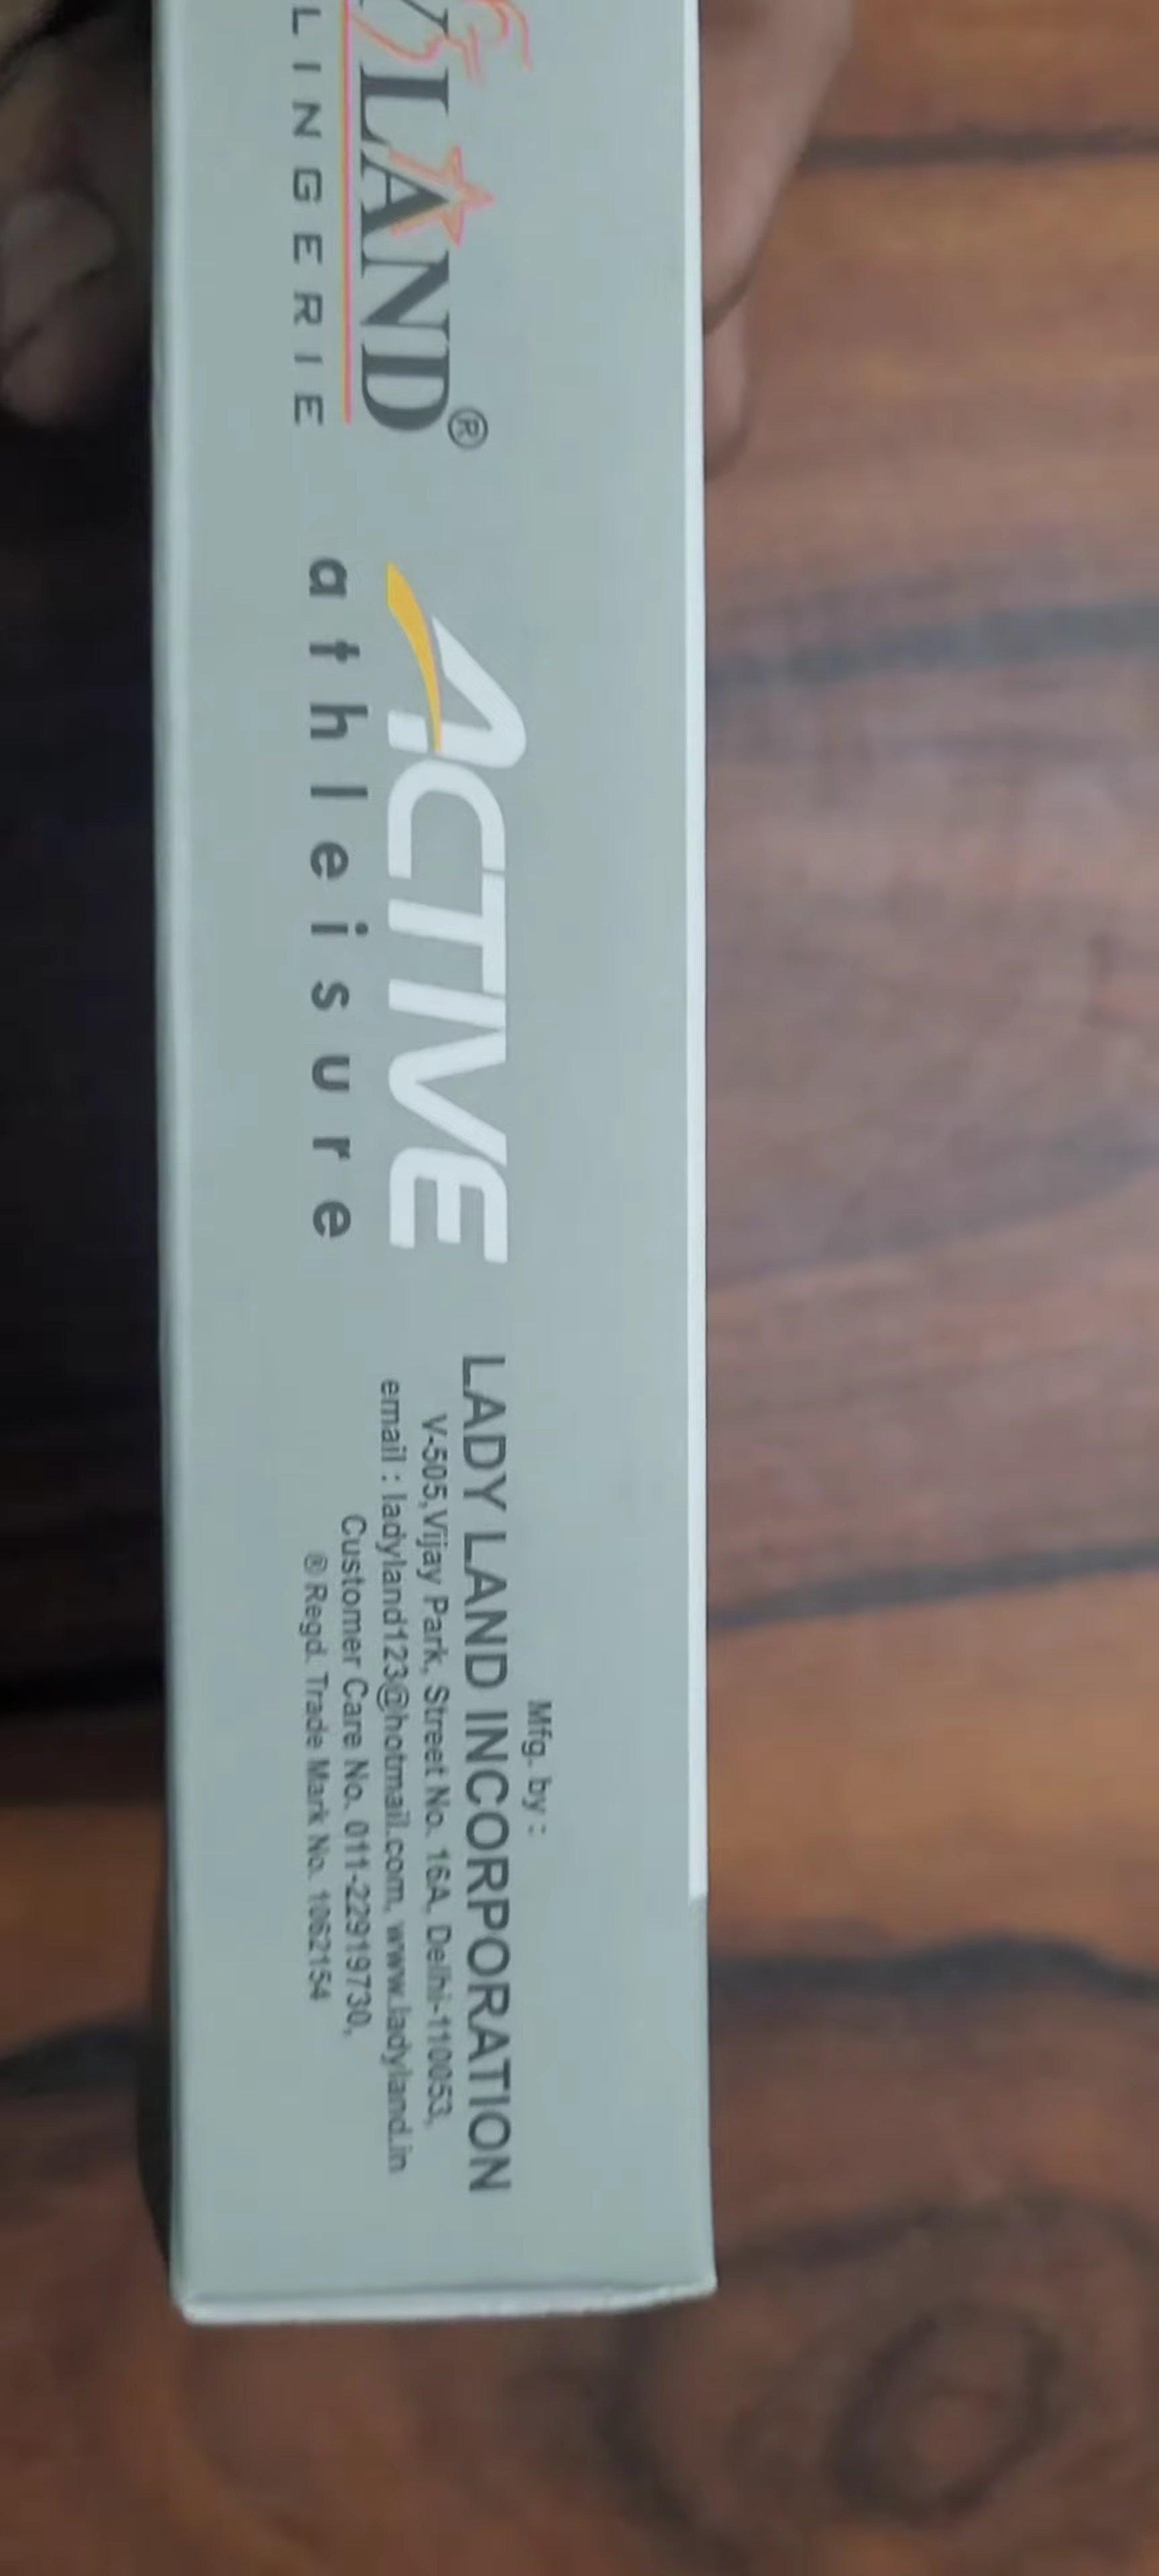 LAND®
LINGERIE
ACTIVE
athleisure
Mfg. by :
LADY LAND INCORPORATION
V-505,Vijay Park, Street No. 16A, Delhi-110053,
email : ladyland123@hotmail.com, www.ladyland.in
Customer Care No. 011-22919730,
® Regd. Trade Mark No. 1062154